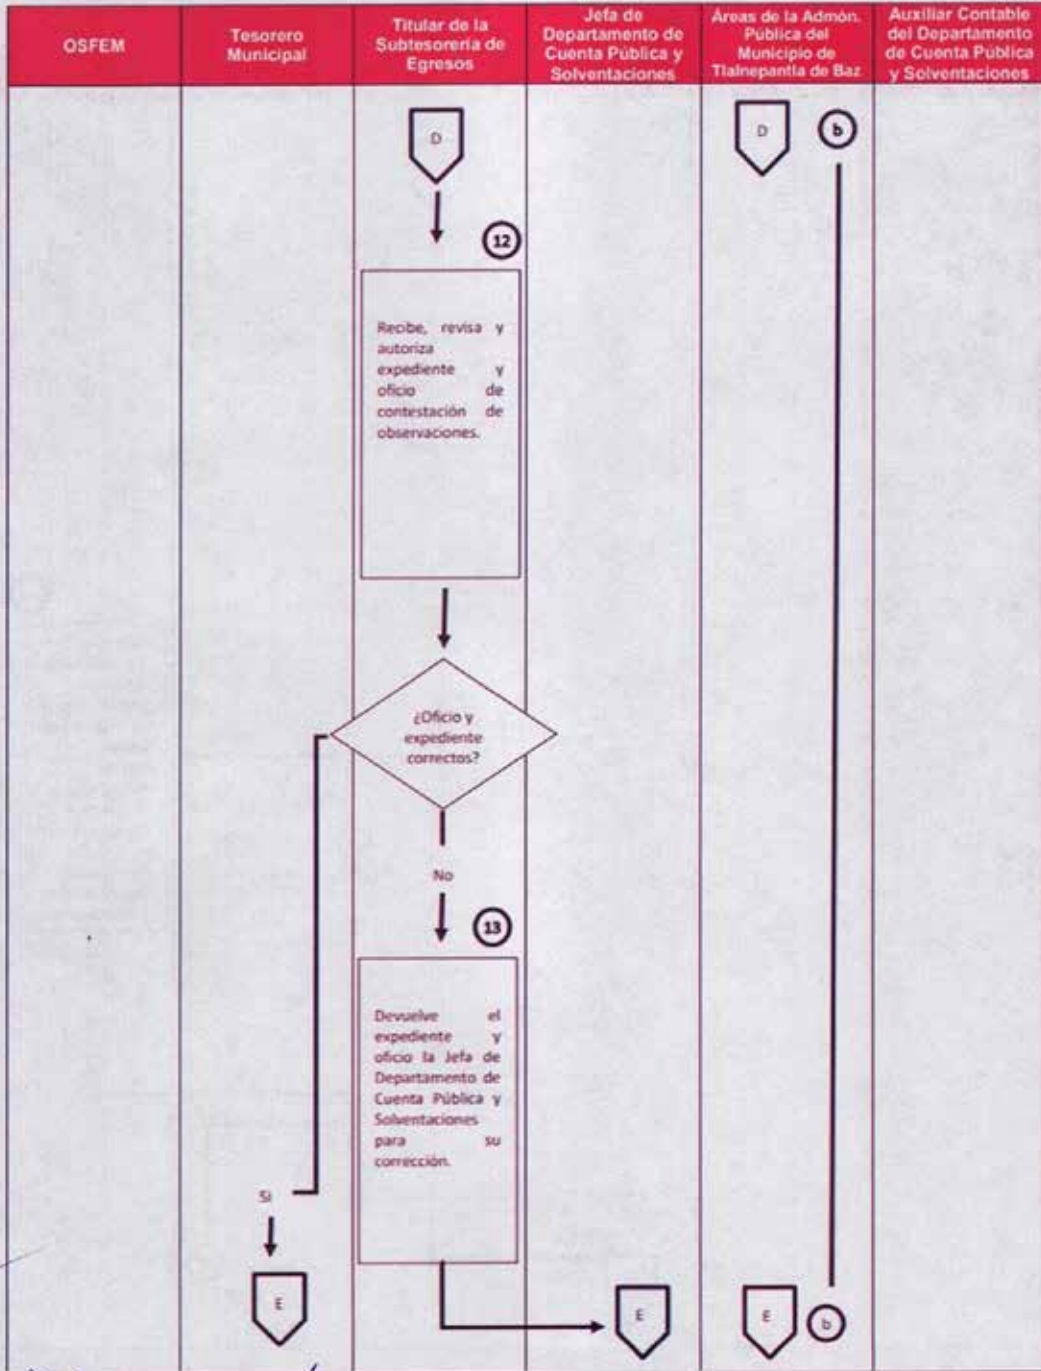 OSFEM
Tesorero
Municipal
Titular de la
Subtesorería de
Egresos
Jefa de
Departamento de
Cuenta Pública y
Solventaciones
Áreas de la Admón.
Pública del
Municipio de
Tlalnepantla de Baz
Auxiliar Contable
del Departamento
de Cuenta Pública
y Solventaciones
D
D
b
12
Recibe, revisa y
autoriza
expediente y
oficio de
contestación de
observaciones.
¿Oficio y
expediente
correctos?
No
13
Devuelve el
expediente y
oficio la Jefa de
Departamento de
Cuenta Pública y
Solventaciones
para su
corrección.
Si
E
E
E
b